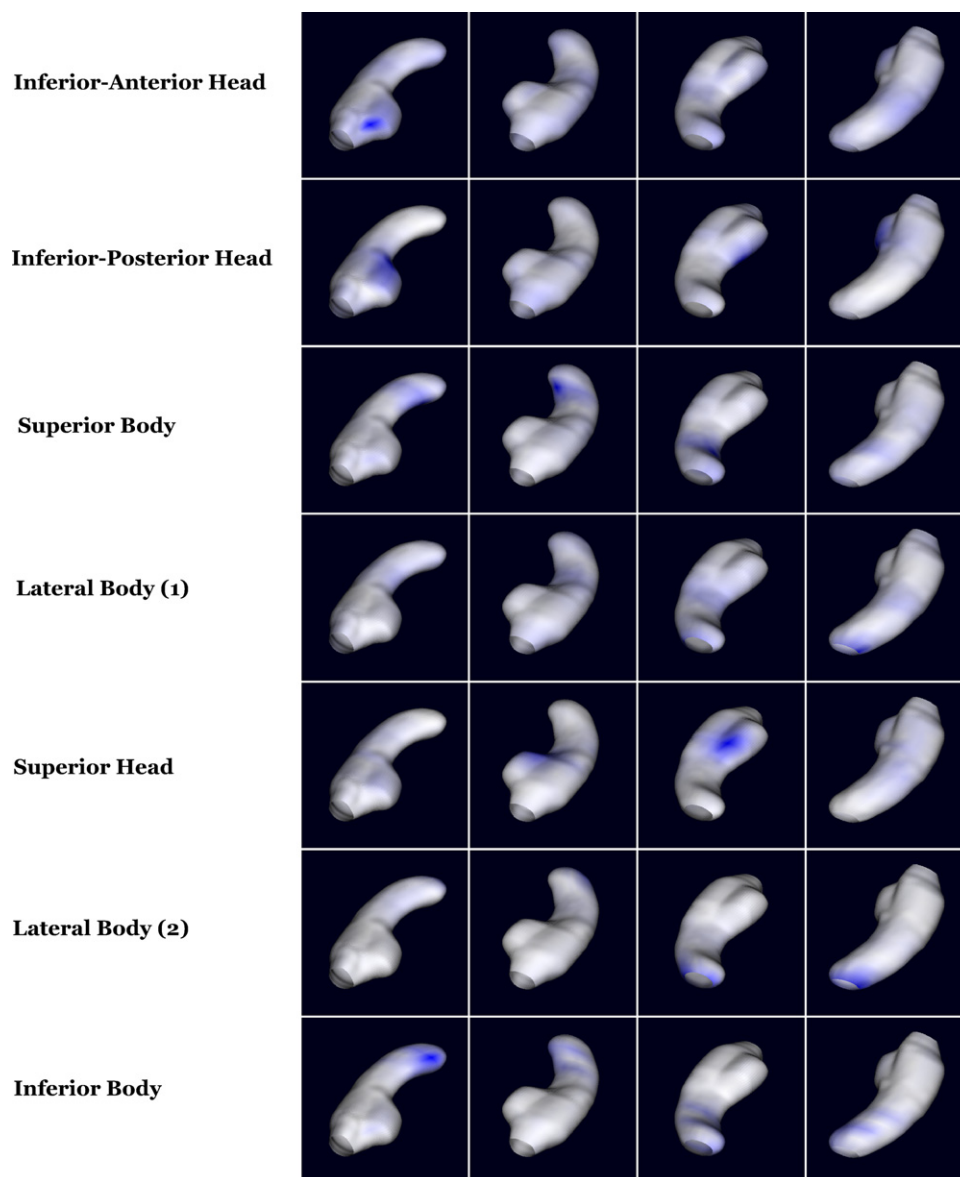 Inferior-Anterior Head
Inferior-Posterior Head
Superior Body
Lateral Body (1)
Superior Head
Lateral Body (2)
Inferior Body